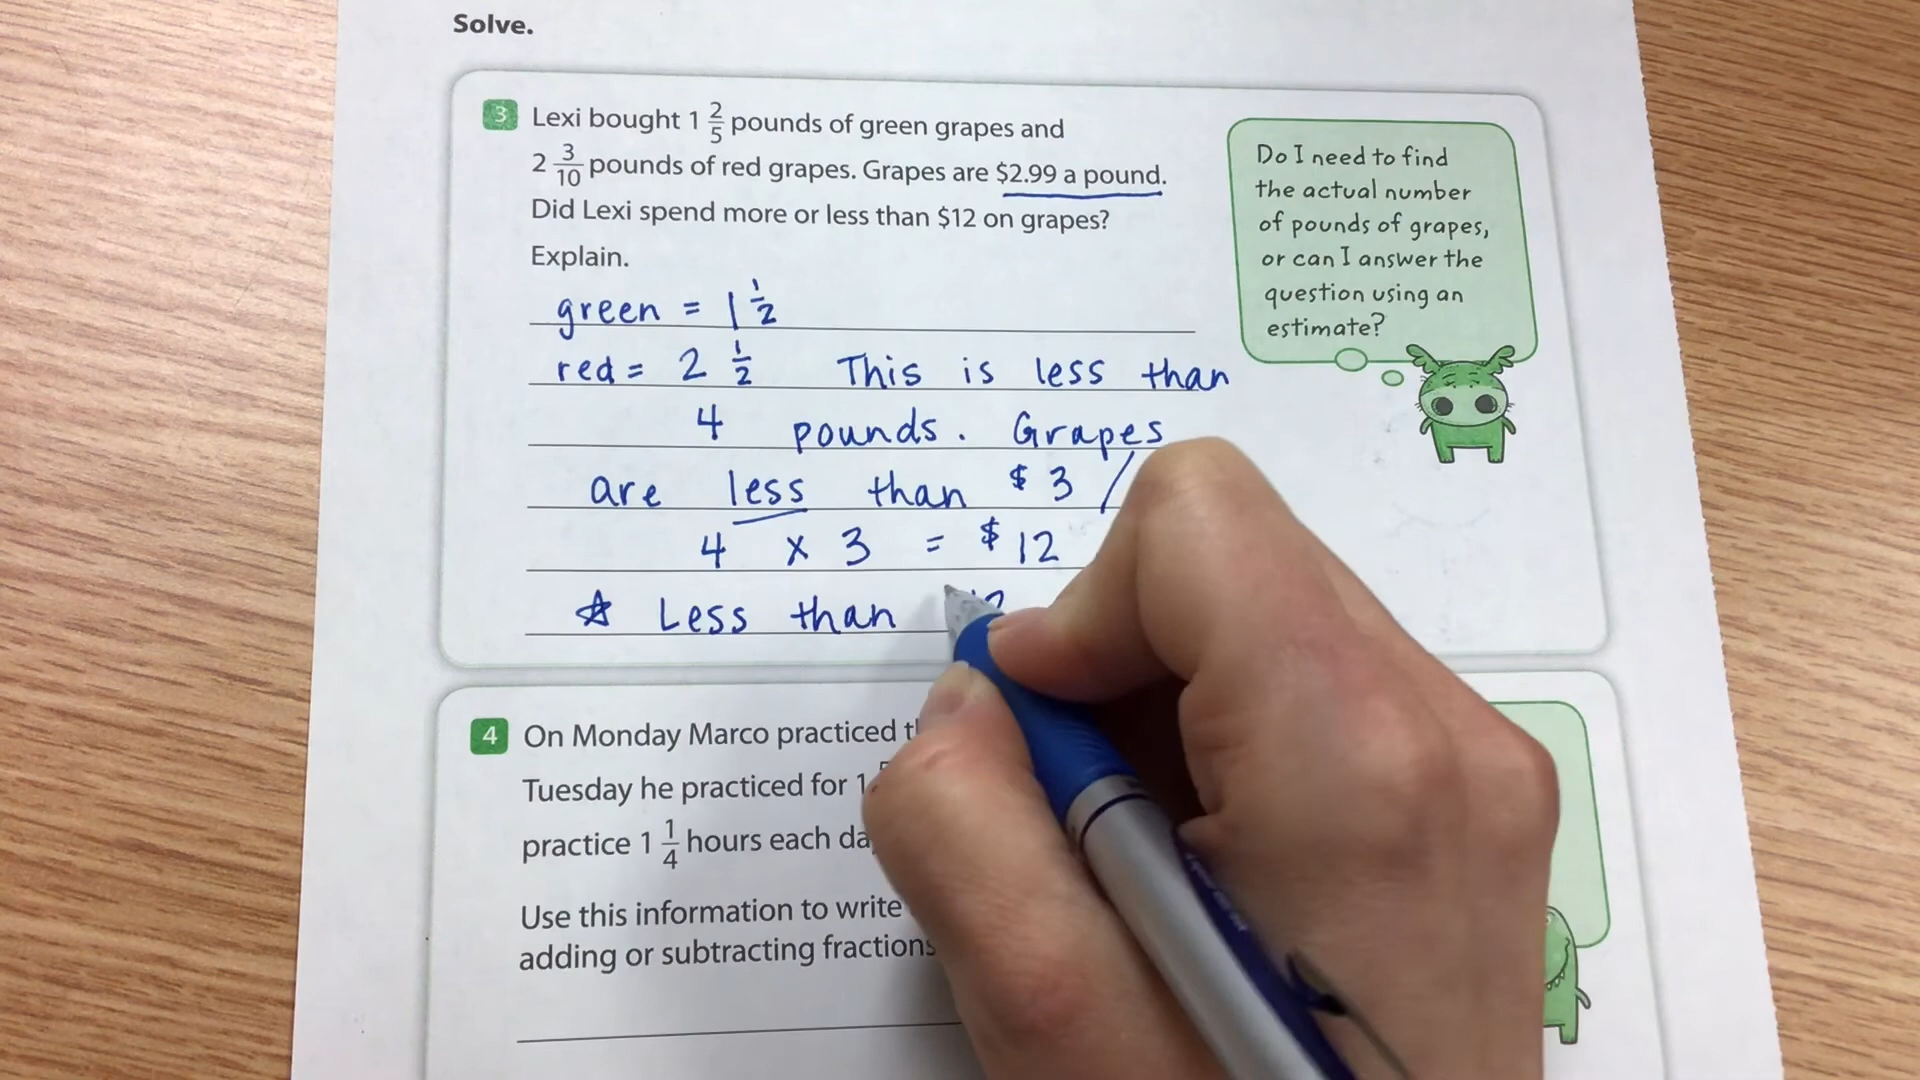 Solve.
3 Lexi bought 1 2/5 pounds of green grapes and
2 3/10 pounds of red grapes. Grapes are $2.99 a pound.
Did Lexi spend more or less than $12 on grapes?
Explain.
Do I need to find
the actual number
of pounds of grapes,
or can I answer the
question using an
estimate?
green = 1 1/2
red = 2 1/2 This is less than
4 pounds. Grapes
are less than $3 /
4 x 3 = $12
☆ Less than
4 On Monday Marco practiced
Tuesday he practiced for 1
practice 1 1/4 hours each
Use this information to write
adding or subtracting fractions